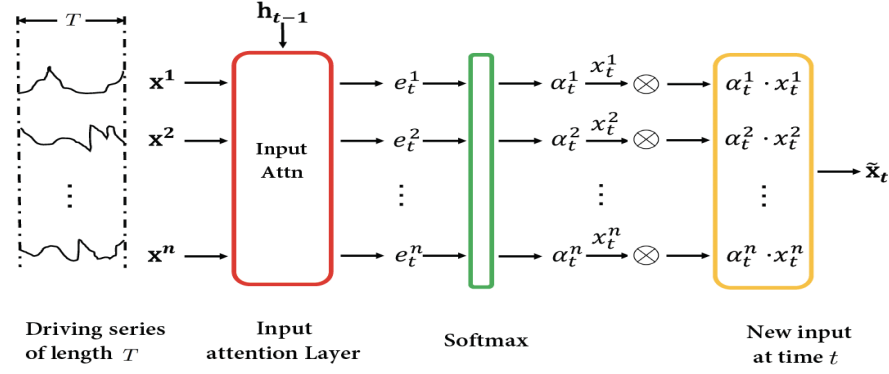 T
h_{t-1}
x^1 e_t^1 α_t^1 x_t^1 ⊗ α_t^1 · x_t^1
x^2 e_t^2 α_t^2 x_t^2 ⊗ α_t^2 · x_t^2
Input
Attn
x̃_t
⋮ ⋮ ⋮ ⋮
x^n e_t^n α_t^n x_t^n ⊗ α_t^n · x_t^n
Driving series
of length T
Input
attention Layer
Softmax
New input
at time t